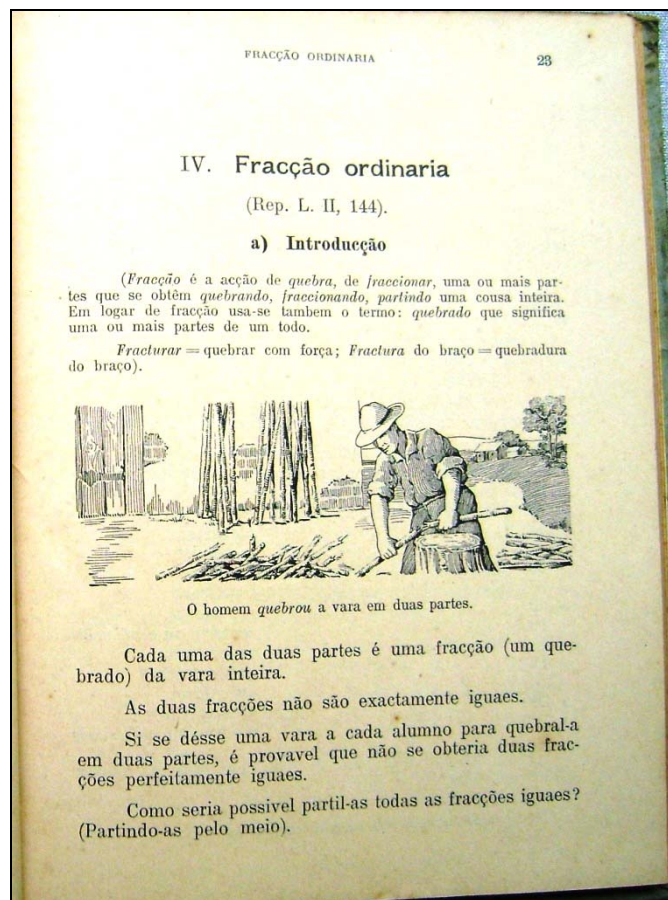 FRACÇÃO ORDINARIA 23
IV. Fracção ordinaria
(Rep. L. II, 144).
a) Introducção
(Fracção é a acção de quebra, de fraccionar, uma ou mais par-
tes que se obtêm quebrando, fraccionando, partindo uma cousa inteira.
Em logar de fracção usa-se tambem o termo: quebrado que significa
uma ou mais partes de um todo.
Fracturar = quebrar com força; Fractura do braço = quebradura
do braço).
O homem quebrou a vara em duas partes.
Cada uma das duas partes é uma fracção (um que-
brado) da vara inteira.
As duas fracções não são exactamente iguaes.
Si se désse uma vara a cada alumno para quebral-a
em duas partes, é provavel que não se obteria duas frac-
ções perfeitamente iguaes.
Como seria possivel partil-as todas as fracções iguaes?
(Partindo-as pelo meio).